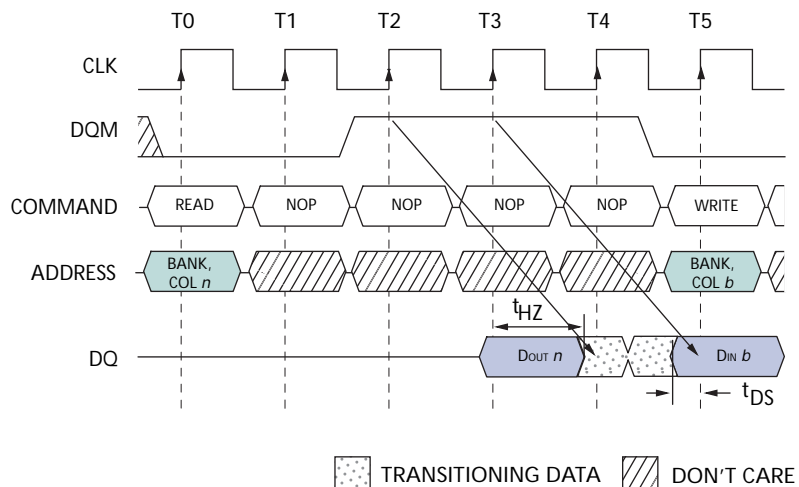 T0 T1 T2 T3 T4 T5
CLK
DQM
COMMAND READ NOP NOP NOP NOP WRITE
ADDRESS BANK, COL n BANK, COL b
tHZ
DQ DOUT n DIN b
tDS
TRANSITIONING DATA DON'T CARE